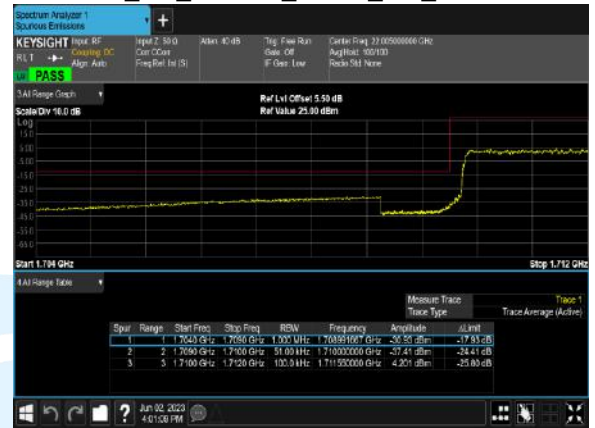 Spectrum Analyzer 1
Spurious Emissions
+
KEYSIGHT Input: RF Input Z: 50 Ω Atten: 40 dB Trig: Free Run Center Freq: 22.005000000 GHz
RLT Coupling: DC Corr CCorr Gate: Off Avg|Hold: 100/100
Align: Auto Freq Ref: Int (S) IF Gain: Low Radio Std: None
PASS
3 All Range Graph
Ref Lvl Offset 5.50 dB
Scale/Div 10.0 dB Ref Value 25.00 dBm
Log
15.0
5.00
-5.00
-15.0
-25.0
-35.0
-45.0
-55.0
-65.0
Start 1.704 GHz Stop 1.712 GHz
4 All Range Table
Measure Trace Trace 1
Trace Type Trace Average (Active)
Spur Range Start Freq Stop Freq RBW Frequency Amplitude ΔLimit
1 1 1.7040 GHz 1.7090 GHz 1.000 MHz 1.708991667 GHz -30.93 dBm -17.93 dB
2 2 1.7090 GHz 1.7100 GHz 51.00 kHz 1.710000000 GHz -37.41 dBm -24.41 dB
3 3 1.7100 GHz 1.7120 GHz 100.0 kHz 1.711550000 GHz 4.201 dBm -25.80 dB
? Jun 02, 2023
4:01:08 PM